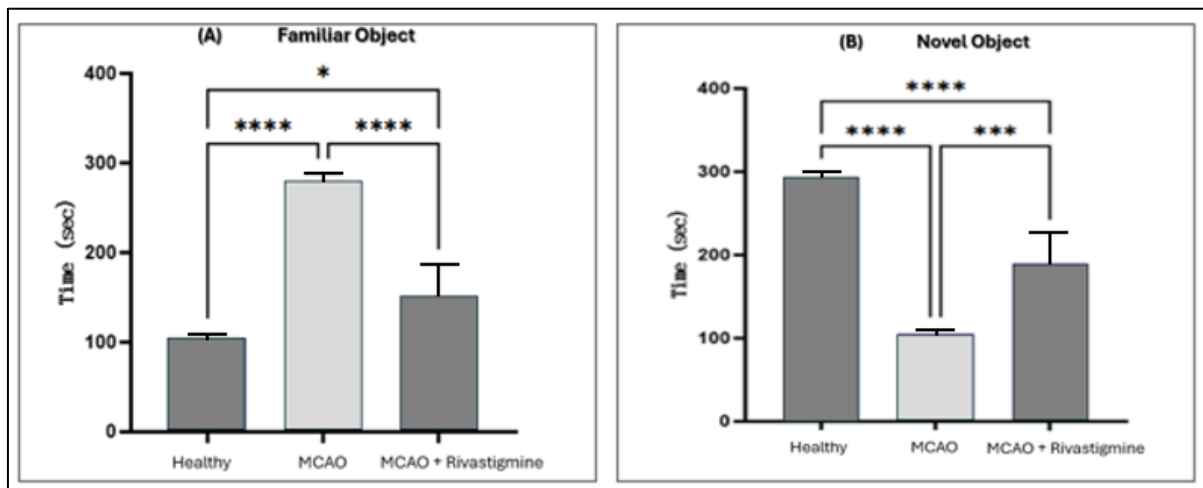 (A) Familiar Object
400
300
200
100
0
Time (sec)
*
**** ****
Healthy MCAO MCAO + Rivastigmine
(B) Novel Object
400
300
200
100
0
Time (sec)
****
**** ***
Healthy MCAO MCAO + Rivastigmine